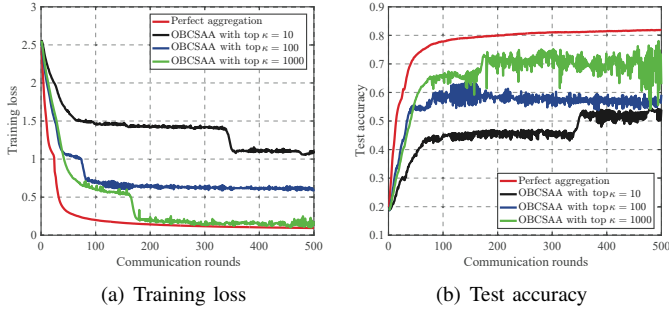 3
2.5
2
1.5
1
0.5
0
0 100 200 300 400 500
Training loss
Communication rounds
Perfect aggregation
OBCSAA with top κ = 10
OBCSAA with top κ = 100
OBCSAA with top κ = 1000
(a) Training loss
0.9
0.8
0.7
0.6
0.5
0.4
0.3
0.2
0.1
0 100 200 300 400 500
Test accuracy
Communication rounds
Perfect aggregation
OBCSAA with top κ = 10
OBCSAA with top κ = 100
OBCSAA with top κ = 1000
(b) Test accuracy